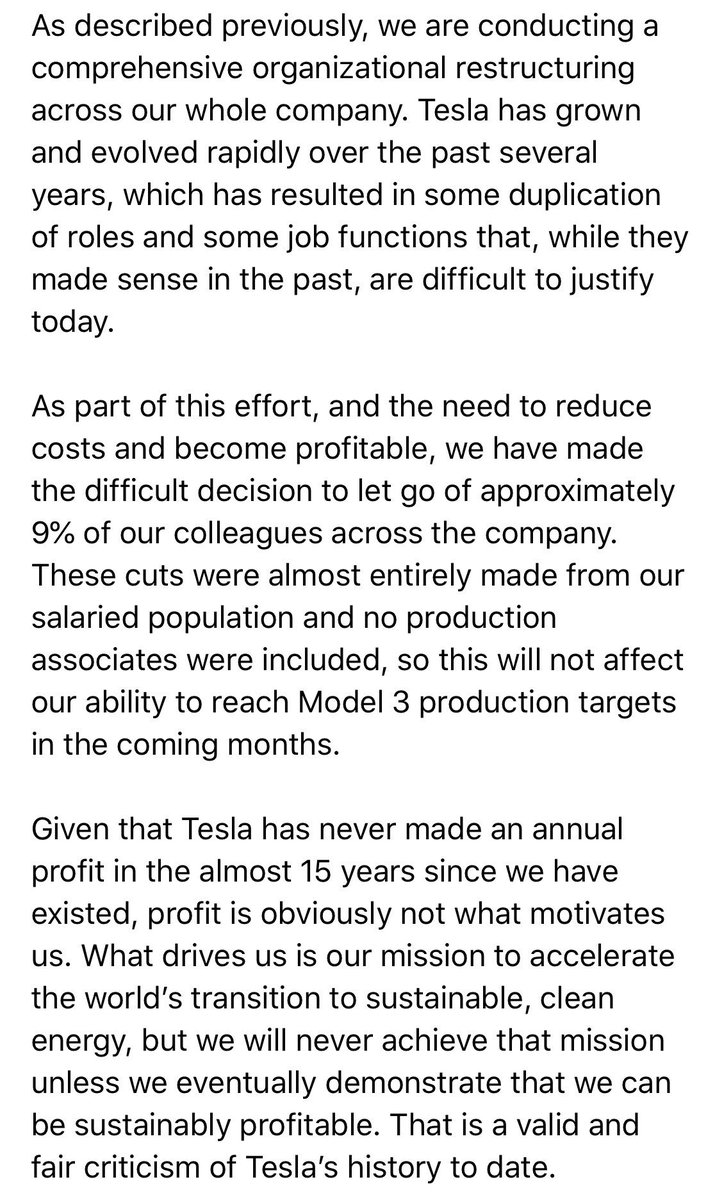 As described previously, we are conducting a
comprehensive organizational restructuring
across our whole company. Tesla has grown
and evolved rapidly over the past several
years, which has resulted in some duplication
of roles and some job functions that, while they
made sense in the past, are difficult to justify
today.
As part of this effort, and the need to reduce
costs and become profitable, we have made
the difficult decision to let go of approximately
9% of our colleagues across the company.
These cuts were almost entirely made from our
salaried population and no production
associates were included, so this will not affect
our ability to reach Model 3 production targets
in the coming months.
Given that Tesla has never made an annual
profit in the almost 15 years since we have
existed, profit is obviously not what motivates
us. What drives us is our mission to accelerate
the world’s transition to sustainable, clean
energy, but we will never achieve that mission
unless we eventually demonstrate that we can
be sustainably profitable. That is a valid and
fair criticism of Tesla’s history to date.